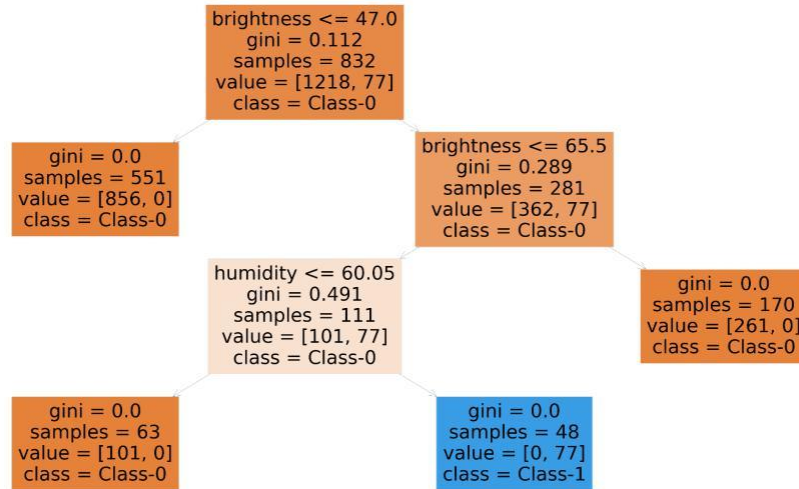 brightness <= 47.0
gini = 0.112
samples = 832
value = [1218, 77]
class = Class-0
gini = 0.0
samples = 551
value = [856, 0]
class = Class-0
brightness <= 65.5
gini = 0.289
samples = 281
value = [362, 77]
class = Class-0
humidity <= 60.05
gini = 0.491
samples = 111
value = [101, 77]
class = Class-0
gini = 0.0
samples = 170
value = [261, 0]
class = Class-0
gini = 0.0
samples = 63
value = [101, 0]
class = Class-0
gini = 0.0
samples = 48
value = [0, 77]
class = Class-1